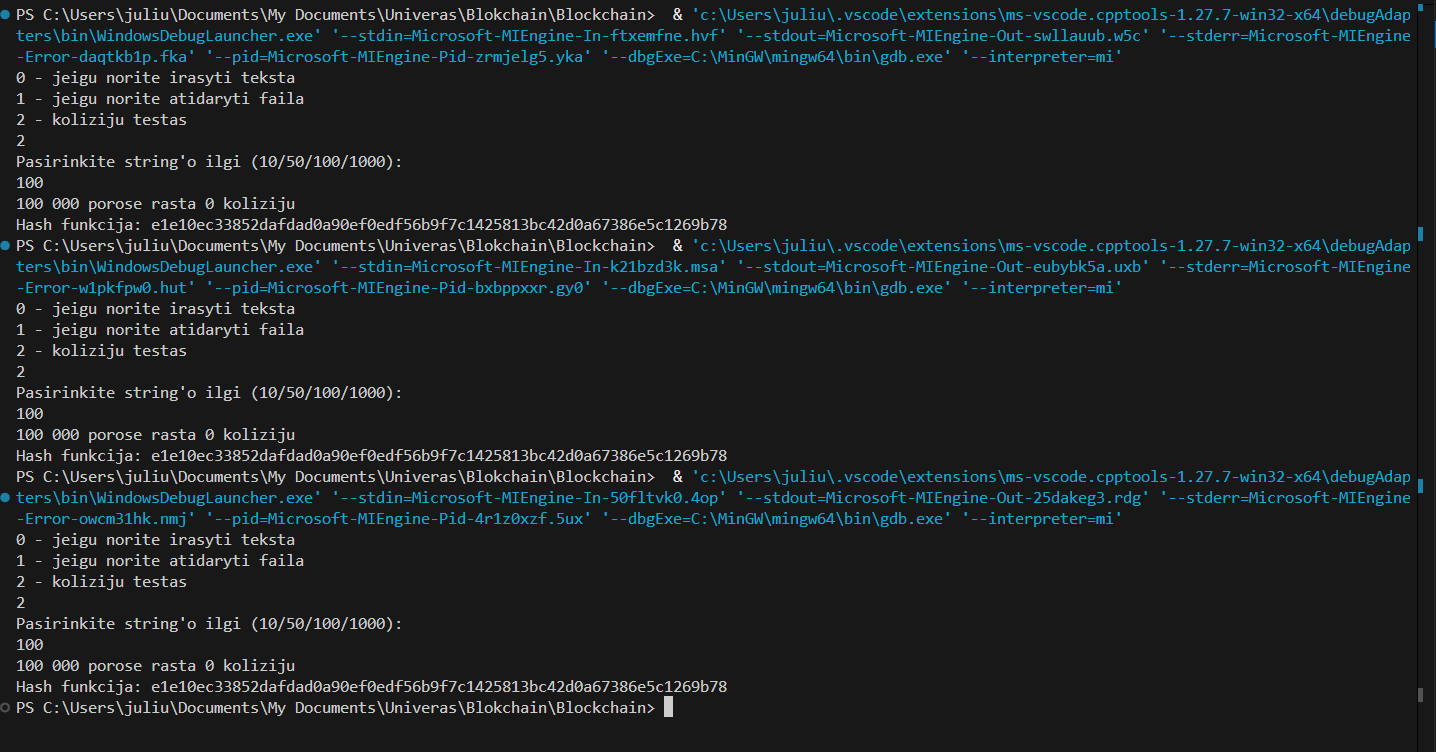 PS C:\Users\juliu\Documents\My Documents\Univeras\Blokchain\Blockchain>  & 'c:\Users\juliu\.vscode\extensions\ms-vscode.cpptools-1.27.7-win32-x64\debugAdap
ters\bin\WindowsDebugLauncher.exe' '--stdin=Microsoft-MIEngine-In-ftxemfne.hvf' '--stdout=Microsoft-MIEngine-Out-swllauub.w5c' '--stderr=Microsoft-MIEngine
-Error-daqtkb1p.fka' '--pid=Microsoft-MIEngine-Pid-zrmjelg5.yka' '--dbgExe=C:\MinGW\mingw64\bin\gdb.exe' '--interpreter=mi'
0 - jeigu norite irasyti teksta
1 - jeigu norite atidaryti faila
2 - koliziju testas
2
Pasirinkite string'o ilgi (10/50/100/1000):
100
100 000 porose rasta 0 koliziju
Hash funkcija: e1e10ec33852dafdad0a90ef0edf56b9f7c1425813bc42d0a67386e5c1269b78
PS C:\Users\juliu\Documents\My Documents\Univeras\Blokchain\Blockchain>  & 'c:\Users\juliu\.vscode\extensions\ms-vscode.cpptools-1.27.7-win32-x64\debugAdap
ters\bin\WindowsDebugLauncher.exe' '--stdin=Microsoft-MIEngine-In-k21bzd3k.msa' '--stdout=Microsoft-MIEngine-Out-eubybk5a.uxb' '--stderr=Microsoft-MIEngine
-Error-w1pkfpw0.hut' '--pid=Microsoft-MIEngine-Pid-bxbppxxr.gy0' '--dbgExe=C:\MinGW\mingw64\bin\gdb.exe' '--interpreter=mi'
0 - jeigu norite irasyti teksta
1 - jeigu norite atidaryti faila
2 - koliziju testas
2
Pasirinkite string'o ilgi (10/50/100/1000):
100
100 000 porose rasta 0 koliziju
Hash funkcija: e1e10ec33852dafdad0a90ef0edf56b9f7c1425813bc42d0a67386e5c1269b78
PS C:\Users\juliu\Documents\My Documents\Univeras\Blokchain\Blockchain>  & 'c:\Users\juliu\.vscode\extensions\ms-vscode.cpptools-1.27.7-win32-x64\debugAdap
ters\bin\WindowsDebugLauncher.exe' '--stdin=Microsoft-MIEngine-In-50fltvk0.4op' '--stdout=Microsoft-MIEngine-Out-25dakeg3.rdg' '--stderr=Microsoft-MIEngine
-Error-owcm31hk.nmj' '--pid=Microsoft-MIEngine-Pid-4r1z0xzf.5ux' '--dbgExe=C:\MinGW\mingw64\bin\gdb.exe' '--interpreter=mi'
0 - jeigu norite irasyti teksta
1 - jeigu norite atidaryti faila
2 - koliziju testas
2
Pasirinkite string'o ilgi (10/50/100/1000):
100
100 000 porose rasta 0 koliziju
Hash funkcija: e1e10ec33852dafdad0a90ef0edf56b9f7c1425813bc42d0a67386e5c1269b78
PS C:\Users\juliu\Documents\My Documents\Univeras\Blokchain\Blockchain>